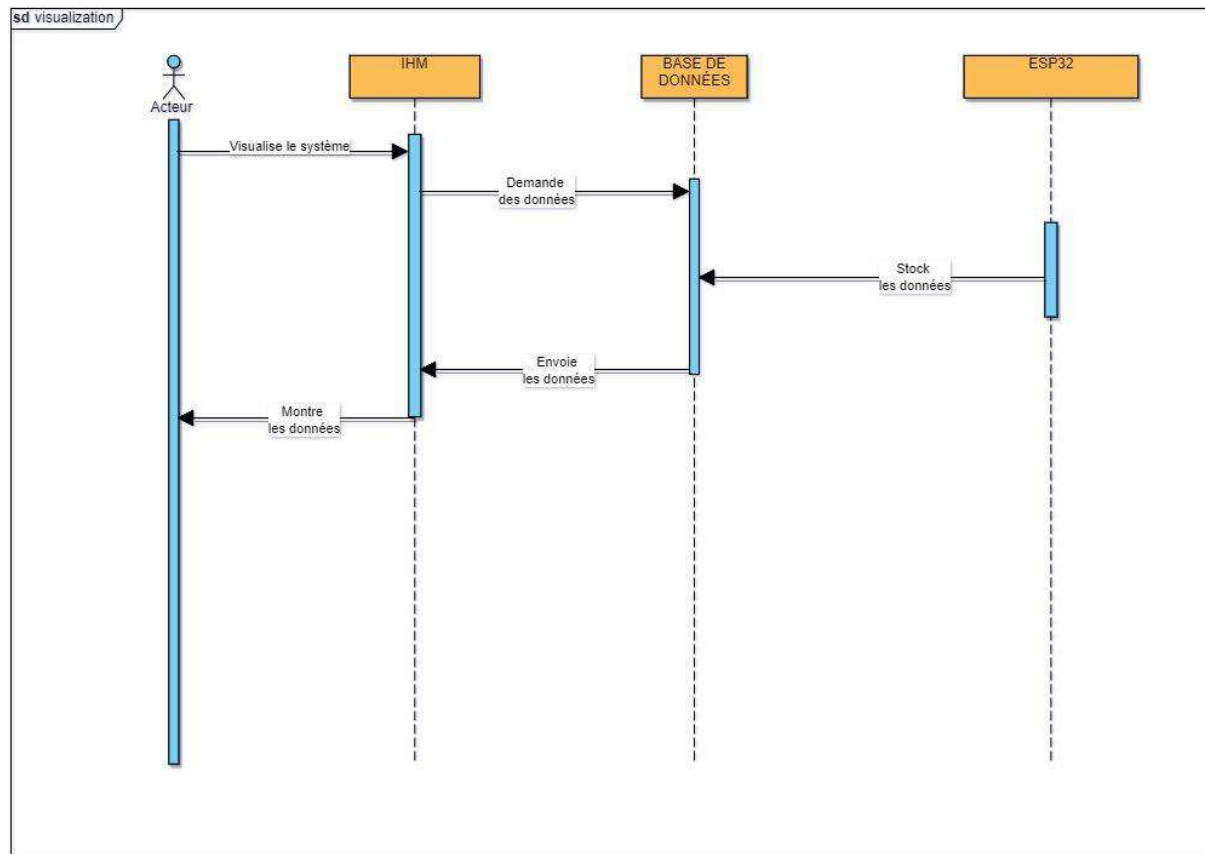 sd visualization
Acteur
IHM
BASE DE
DONNÉES
ESP32
Visualise le système
Demande
des données
Stock
les données
Envoie
les données
Montre
les données